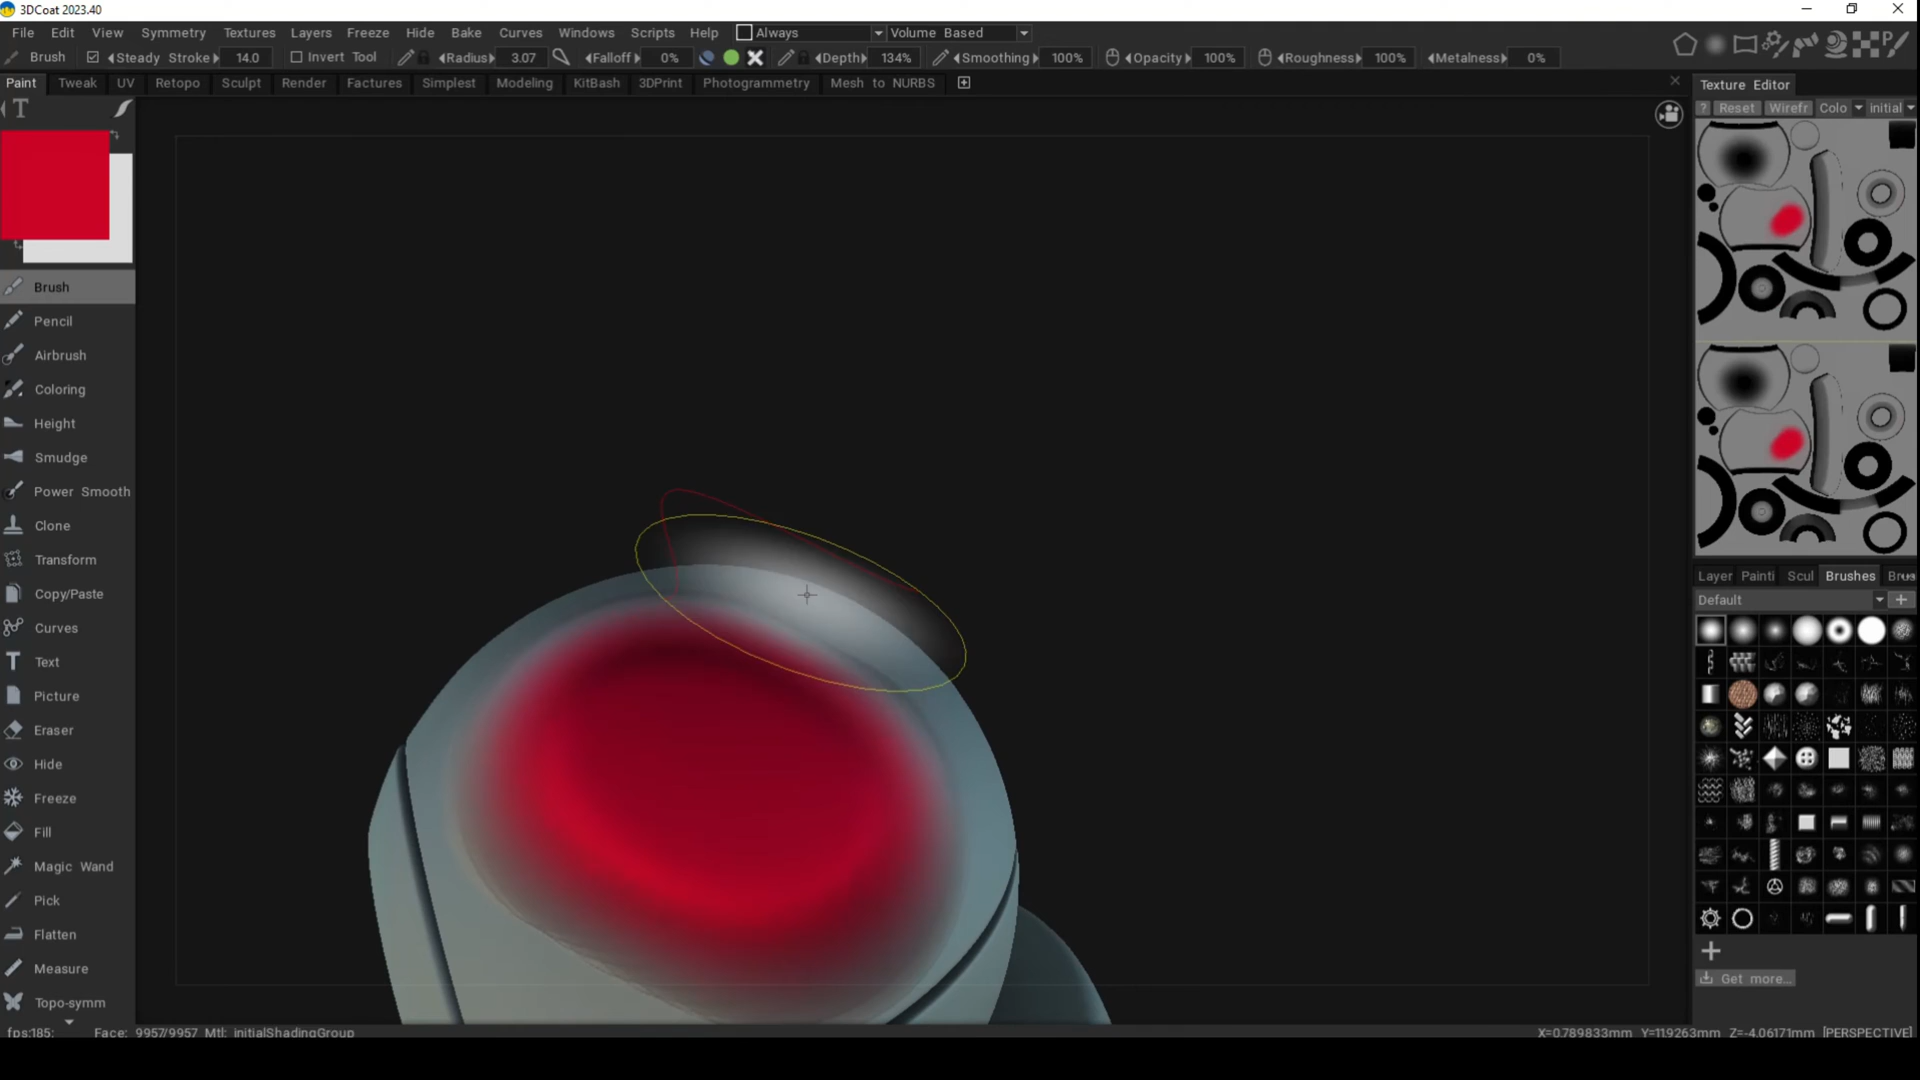 3DCoat 2023.40
File Edit View Symmetry Textures Layers Freeze Hide Bake Curves Windows Scripts Help Always Volume Based
Brush Steady Stroke 14.0 Invert Tool Radius 3.07 Falloff 0% Depth 134% Smoothing 100% Opacity 100% Roughness 100% Metalness 0%
Paint Tweak UV Retopo Sculpt Render Factures Simplest Modeling KitBash 3DPrint Photogrammetry Mesh to NURBS
Texture Editor
? Reset Wirefr Colo initial
T
Brush
Pencil
Airbrush
Coloring
Height
Smudge
Power Smooth
Clone
Transform
Copy/Paste
Curves
T Text
Picture
Eraser
Hide
Freeze
Fill
Magic Wand
Pick
Flatten
Measure
Topo-symm
Layer Painti Scul Brushes
Default
Get more...
fps:185: Face: 9957/9957 Mtl: initialShadingGroup
X=0.789833mm Y=119263mm Z=-4.06171mm [PERSPECTIVE]